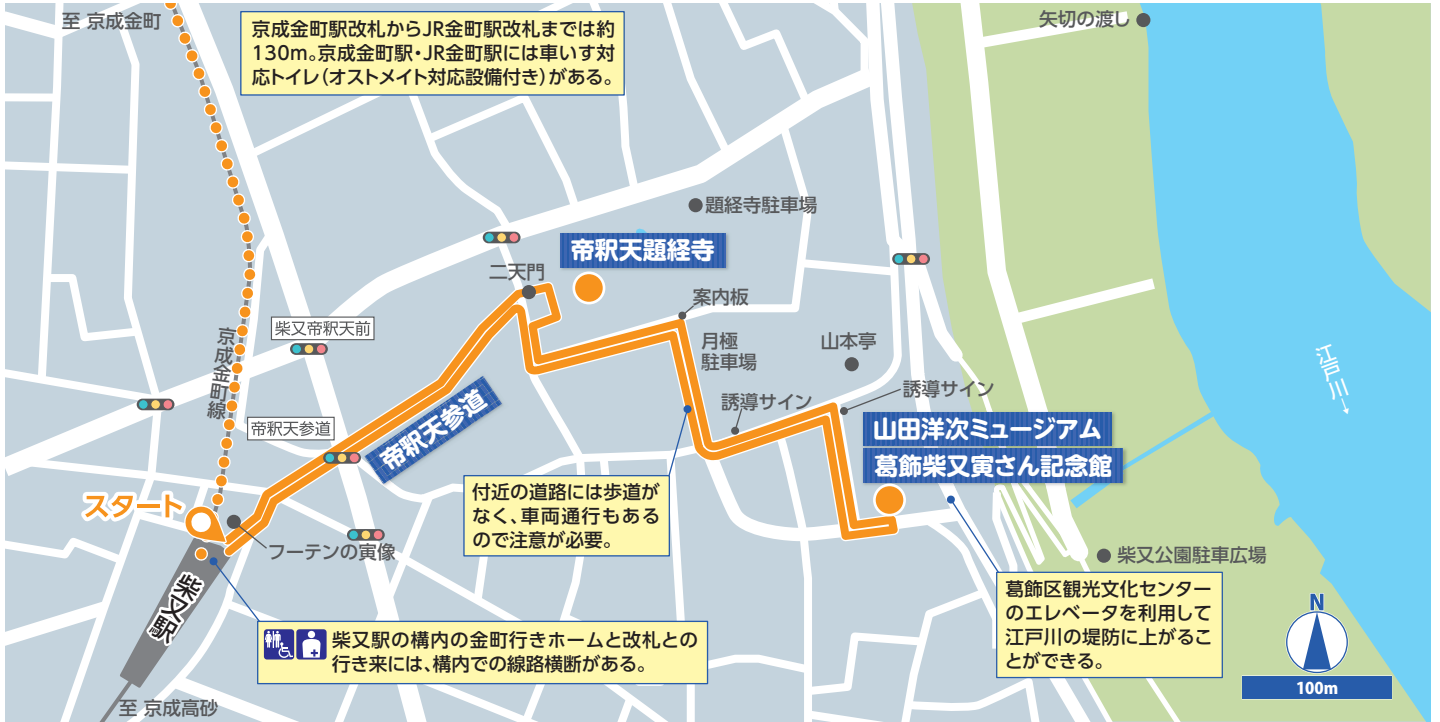 至 京成金町
京成金町駅改札からJR金町駅改札までは約
130m。京成金町駅・JR金町駅には車いす対
応トイレ（オストメイト対応設備付き）がある。
矢切の渡し
題経寺駐車場
帝釈天題経寺
二天門
案内板
柴又帝釈天前
京成金町線
月極
駐車場
山本亭
江戸川→
誘導サイン
誘導サイン
帝釈天参道
帝釈天参道
山田洋次ミュージアム
葛飾柴又寅さん記念館
スタート
付近の道路には歩道が
なく、車両通行もある
ので注意が必要。
フーテンの寅像
柴又公園駐車広場
柴又駅
葛飾区観光文化センター
のエレベータを利用して
江戸川の堤防に上がるこ
とができる。
柴又駅の構内の金町行きホームと改札との
行き来には、構内での線路横断がある。
N
100m
至 京成高砂